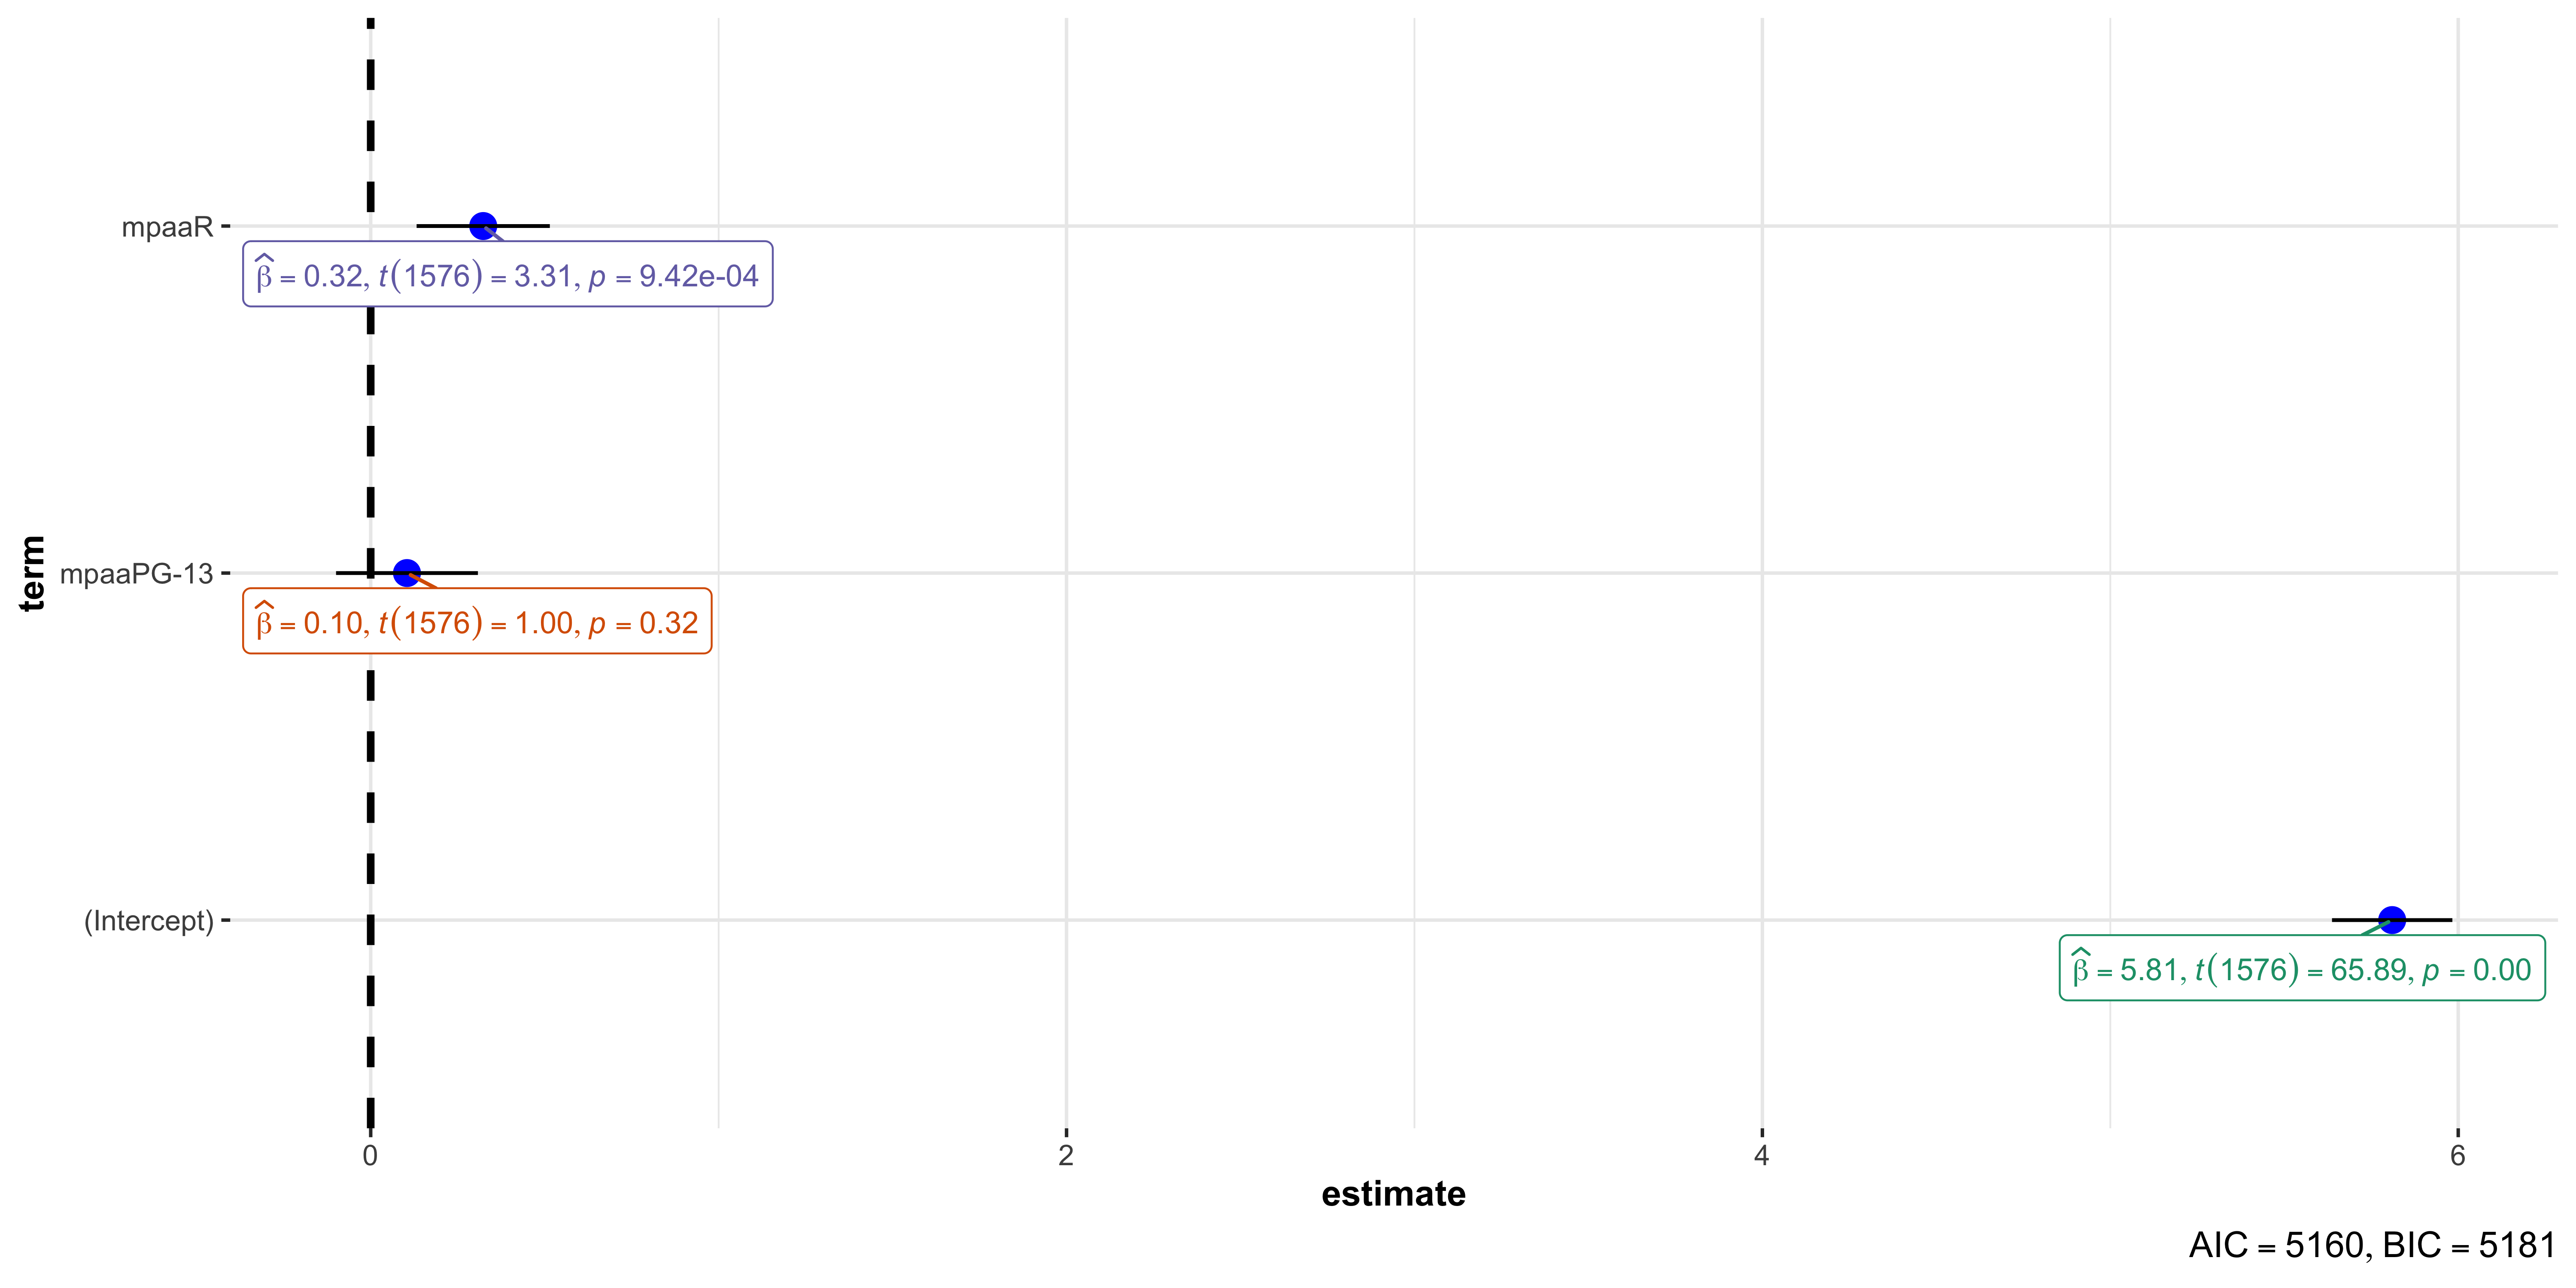 mpaaR
β̂ = 0.32, t(1576) = 3.31, p = 9.42e-04
term
mpaaPG-13
β̂ = 0.10, t(1576) = 1.00, p = 0.32
(Intercept)
β̂ = 5.81, t(1576) = 65.89, p = 0.00
0 2 4 6
estimate
AIC = 5160, BIC = 5181